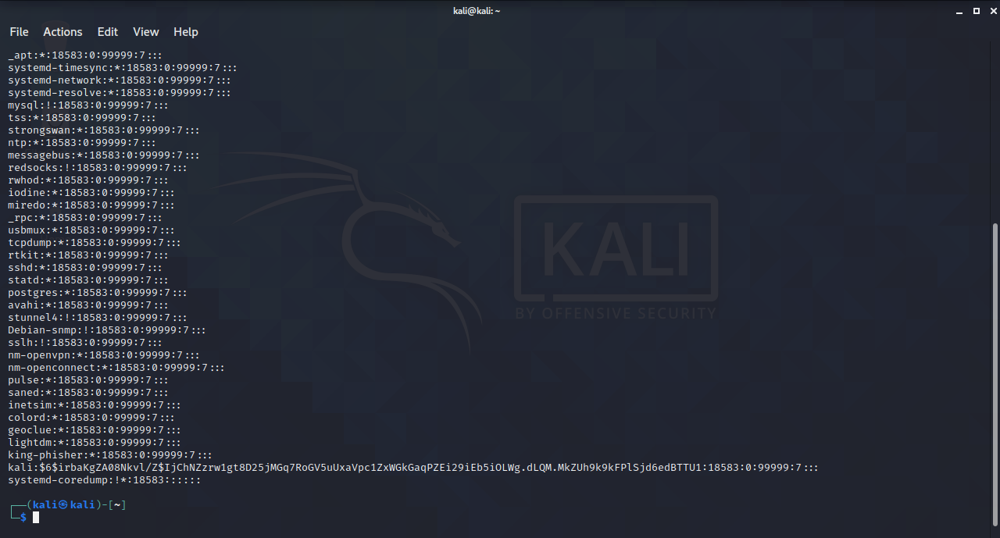 kali@kali: ~
File Actions Edit View Help
_apt:*:18583:0:99999:7:::
systemd-timesync:*:18583:0:99999:7:::
systemd-network:*:18583:0:99999:7:::
systemd-resolve:*:18583:0:99999:7:::
mysql:!:18583:0:99999:7:::
tss:*:18583:0:99999:7:::
strongswan:*:18583:0:99999:7:::
ntp:*:18583:0:99999:7:::
messagebus:*:18583:0:99999:7:::
redsocks:!:18583:0:99999:7:::
rwhod:*:18583:0:99999:7:::
iodine:*:18583:0:99999:7:::
miredo:*:18583:0:99999:7:::
_rpc:*:18583:0:99999:7:::
usbmux:*:18583:0:99999:7:::
tcpdump:*:18583:0:99999:7:::
rtkit:*:18583:0:99999:7:::
sshd:*:18583:0:99999:7:::
statd:*:18583:0:99999:7:::
postgres:*:18583:0:99999:7:::
avahi:*:18583:0:99999:7:::
stunnel4:!:18583:0:99999:7:::
Debian-snmp:!:18583:0:99999:7:::
sslh:!:18583:0:99999:7:::
nm-openvpn:*:18583:0:99999:7:::
nm-openconnect:*:18583:0:99999:7:::
pulse:*:18583:0:99999:7:::
saned:*:18583:0:99999:7:::
inetsim:*:18583:0:99999:7:::
colord:*:18583:0:99999:7:::
geoclue:*:18583:0:99999:7:::
lightdm:*:18583:0:99999:7:::
king-phisher:*:18583:0:99999:7:::
kali:$6$irbaKgZA08Nkvl/Z$IjChNZzrw1gt8D25jMGq7RoGV5uUxaVpc1ZxWGkGaqPZEi29iEb5iOLWg.dLQM.MkZUh9k9kFPlSjd6edBTTU1:18583:0:99999:7:::
systemd-coredump:!*:18583::::::
┌──(kali㉿kali)-[~]
└─$
KALI
BY OFFENSIVE SECURITY